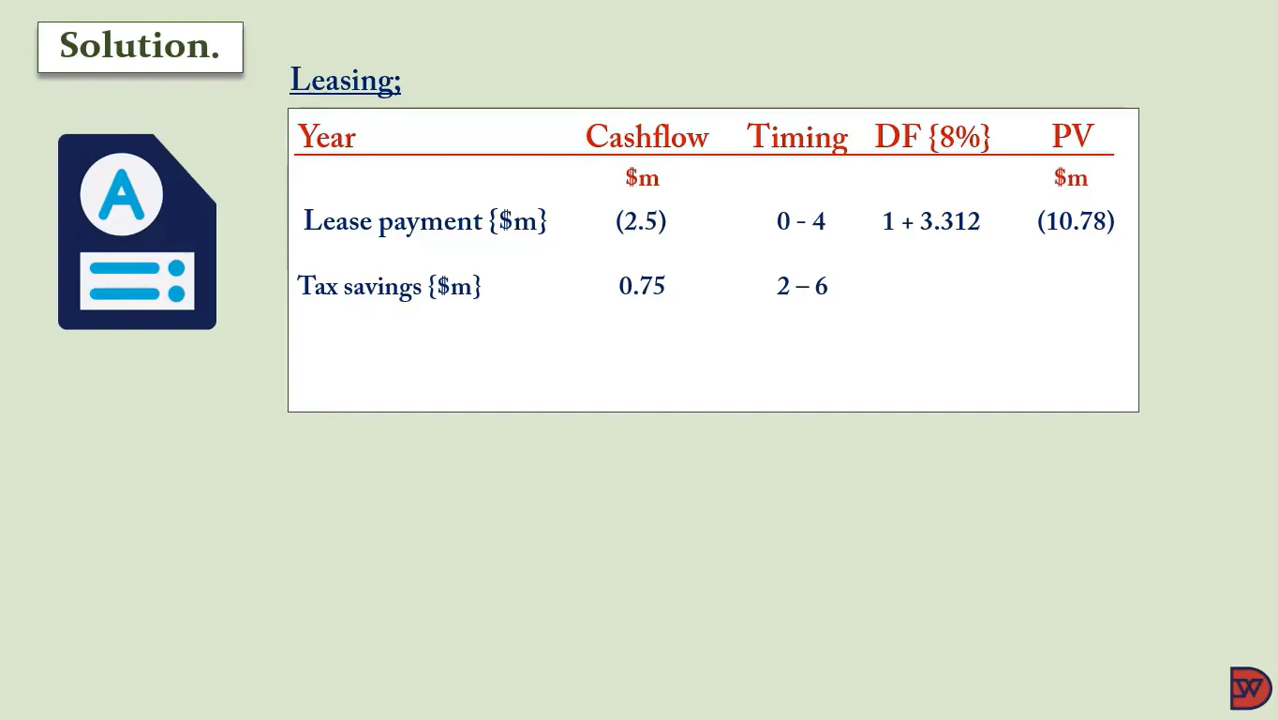 Solution.
Leasing;
Year Cashflow Timing DF {8%} PV
$m $m
Lease payment {$m} (2.5) 0 - 4 1 + 3.312 (10.78)
Tax savings {$m} 0.75 2 – 6
A
DW